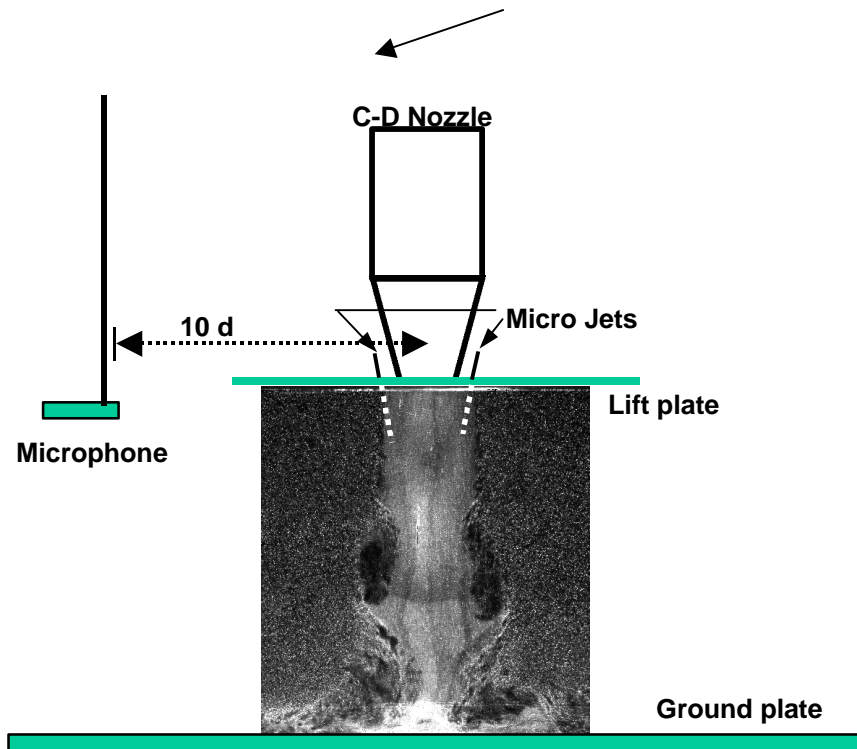 C-D Nozzle
10 d
Micro Jets
Lift plate
Microphone
Ground plate